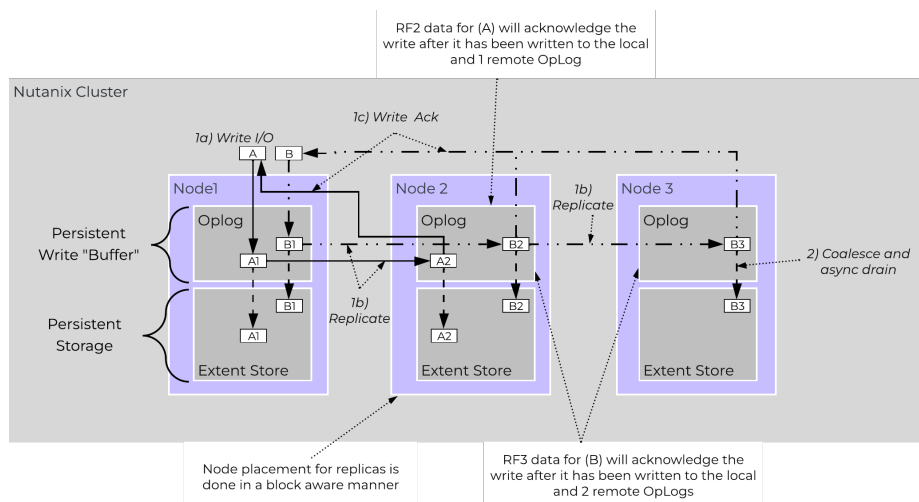 RF2 data for (A) will acknowledge the
write after it has been written to the local
and 1 remote OpLog
Nutanix Cluster
1c) Write Ack
1a) Write I/O
A
B
Node1
Node 2
Node 3
1b)
Replicate
Oplog
Oplog
Oplog
Persistent
Write "Buffer"
B1
B2
B3
A1
A2
2) Coalesce and
async drain
1b)
Replicate
B1
B2
B3
Persistent
Storage
A1
A2
Extent Store
Extent Store
Extent Store
Node placement for replicas is
done in a block aware manner
RF3 data for (B) will acknowledge the
write after it has been written to the local
and 2 remote OpLogs